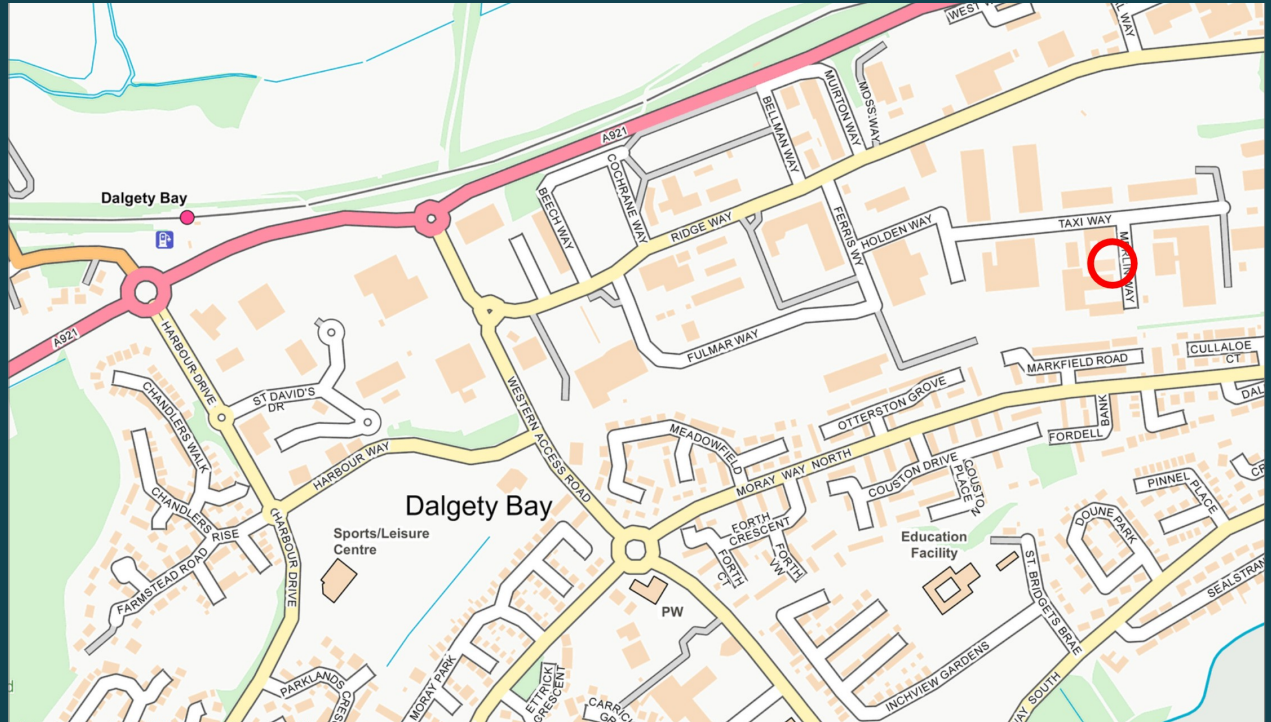 WAY
A921
MUIRTON WAY
MOSS WAY
BELLMAN WAY
COCHRANE WAY
BEECH WAY
Dalgety Bay
RIDGE WAY
FERRIS WY
HOLDEN WAY
TAXI WAY
A921
HARBOUR DRIVE
FULMAR WAY
MARKFIELD ROAD
CULLALOE
CT
ST DAVID'S
DR
CHANDLERS WALK
WESTERN ACCESS ROAD
OTTERSTON GROVE
BANK
FORDELL
MEADOWFIELD
MORAY WAY NORTH
HARBOUR WAY
COUSTON DRIVE
COUSTON
PLACE
PINNEL PLACE
CHANDLERS
RISE
Dalgety Bay
Sports/Leisure
Centre
FORTH
CRESCENT
FORTH
CT
FORTH
VW
DOUNE PARK
Education
Facility
FARMSTEAD ROAD
HARBOUR DRIVE
ST. BRIDGETS BRAE
PW
INCHVIEW GARDENS
MORAY PARK
PARKLANDS
ETTRICK
CRESCENT
SOUTH